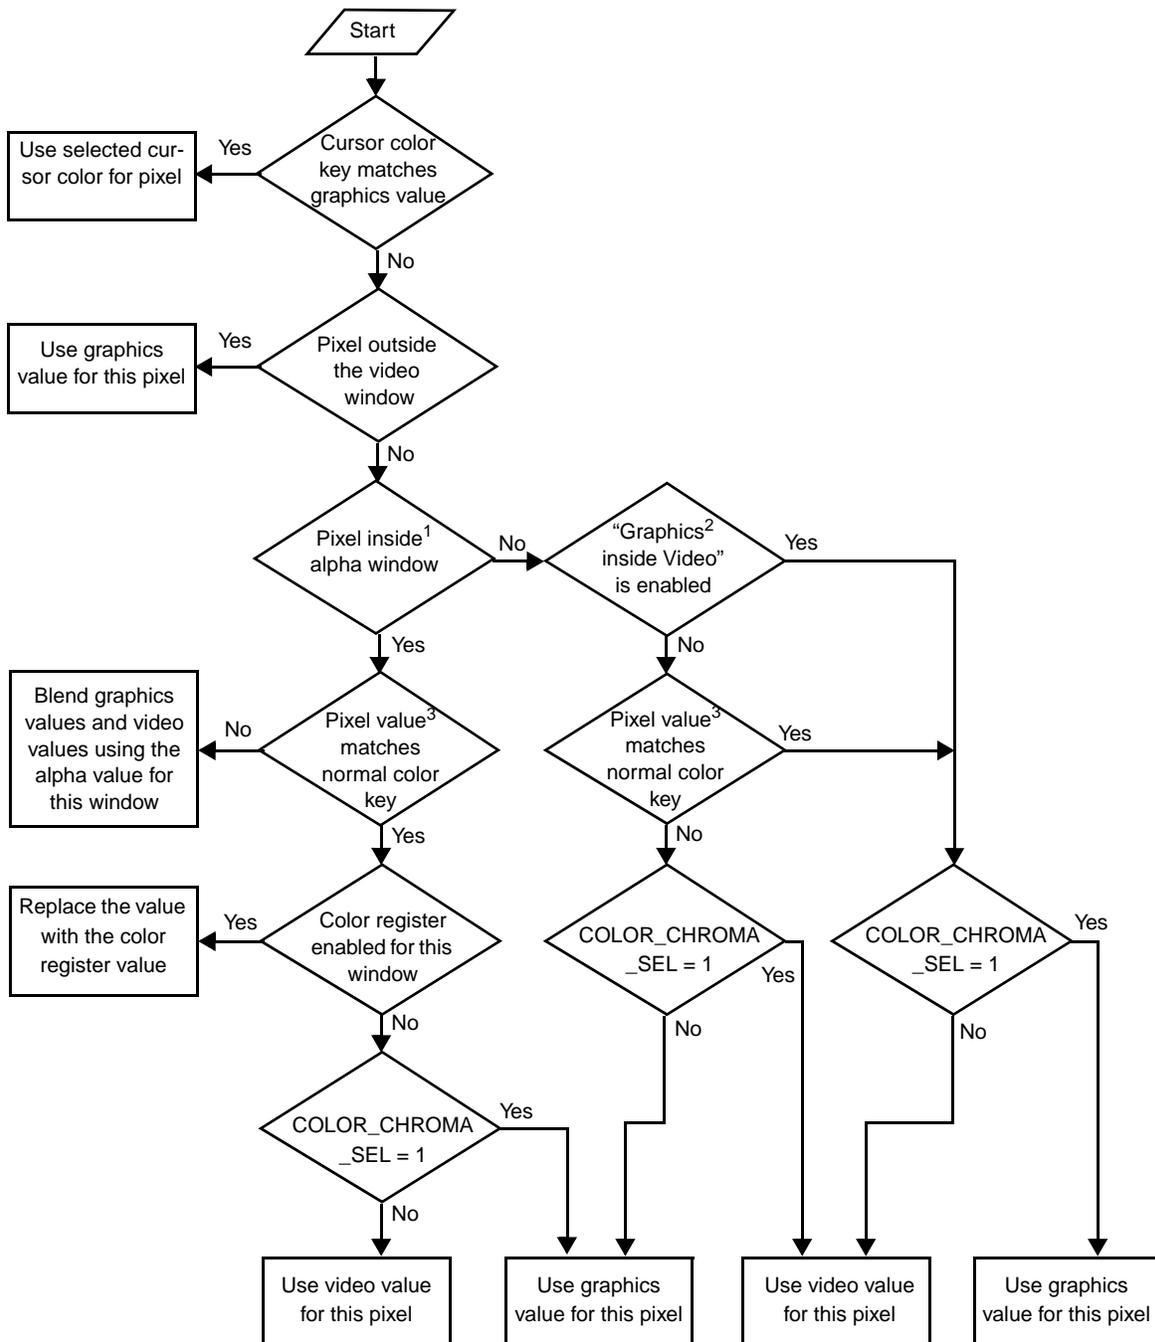 Start
Cursor color
key matches
graphics value
Yes
Use selected cur-
sor color for pixel
No
Pixel outside
the video
window
Yes
Use graphics
value for this pixel
No
Pixel inside1
alpha window
No
“Graphics2
inside Video”
is enabled
Yes
Yes
No
Pixel value3
matches
normal color
key
No
Blend graphics
values and video
values using the
alpha value for
this window
Pixel value3
matches
normal color
key
Yes
Yes
No
Color register
enabled for this
window
Yes
Replace the value
with the color
register value
COLOR_CHROMA
_SEL = 1
Yes
No
COLOR_CHROMA
_SEL = 1
Yes
No
No
COLOR_CHROMA
_SEL = 1
Yes
No
Use video value
for this pixel
Use graphics
value for this pixel
Use video value
for this pixel
Use graphics
value for this pixel